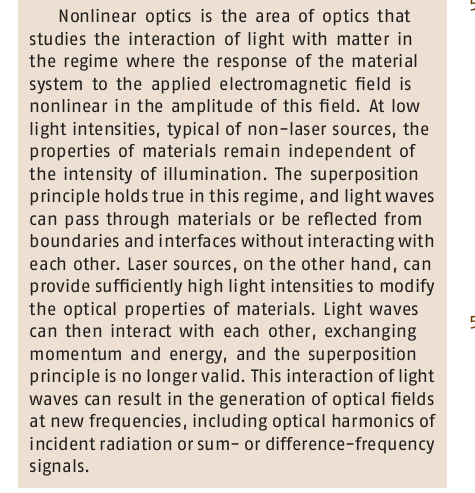 Nonlinear optics is the area of optics that
studies the interaction of light with matter in
the regime where the response of the material
system to the applied electromagnetic field is
nonlinear in the amplitude of this field. At low
light intensities, typical of non-laser sources, the
properties of materials remain independent of
the intensity of illumination. The superposition
principle holds true in this regime, and light waves
can pass through materials or be reflected from
boundaries and interfaces without interacting with
each other. Laser sources, on the other hand, can
provide sufficiently high light intensities to modify
the optical properties of materials. Light waves
can then interact with each other, exchanging
momentum and energy, and the superposition
principle is no longer valid. This interaction of light
waves can result in the generation of optical fields
at new frequencies, including optical harmonics of
incident radiation or sum- or difference-frequency
signals.